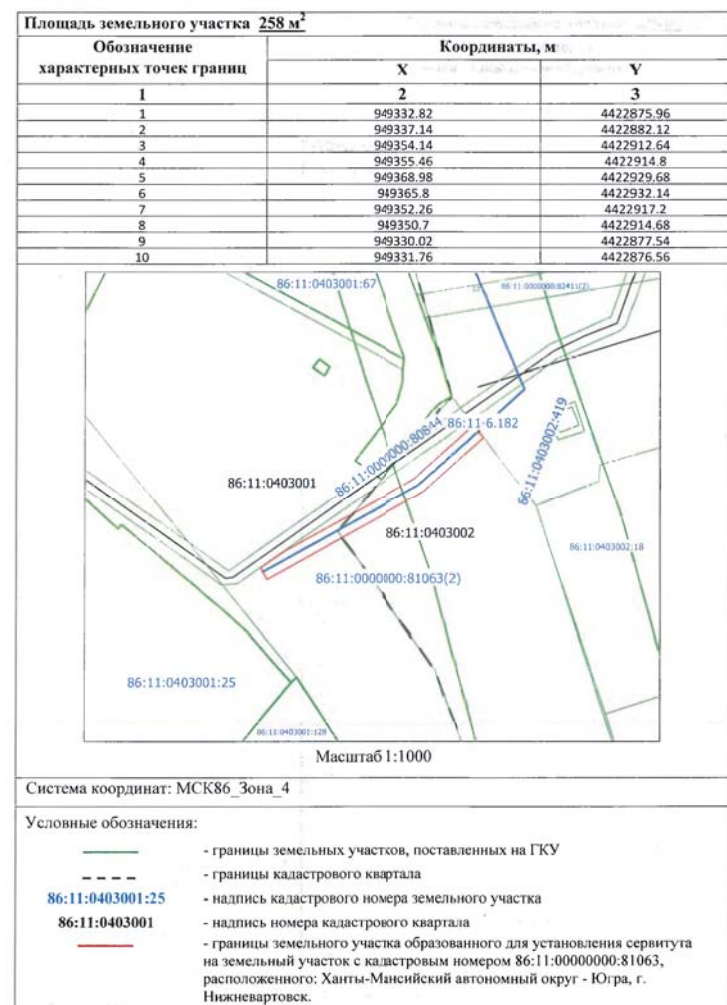 Площадь земельного участка 258 м²
Обозначение характерных точек границ
Координаты, м
X
Y
1
2
3
1 949332.82 4422875.96
2 949337.14 4422882.12
3 949354.14 4422912.64
4 949355.46 4422914.8
5 949368.98 4422929.68
6 949365.8 4422932.14
7 949352.26 4422917.2
8 949350.7 4422914.68
9 949330.02 4422877.54
10 949331.76 4422876.56
86:11:0403001:67
86:11:0000000:82411(2)
86:11:0000000:80844
86:11-6.182
86:11:0403002:419
86:11:0403001
86:11:0403002
86:11:0403002:18
86:11:0000000:81063(2)
86:11:0403001:25
86:11:0403001:128
Масштаб 1:1000
Система координат: МСК86_Зона_4
Условные обозначения:
- границы земельных участков, поставленных на ГКУ
- границы кадастрового квартала
86:11:0403001:25 - надпись кадастрового номера земельного участка
86:11:0403001 - надпись номера кадастрового квартала
- границы земельного участка образованного для установления сервитута
на земельный участок с кадастровым номером 86:11:00000000:81063,
расположенного: Ханты-Мансийский автономный округ - Югра, г.
Нижневартовск.